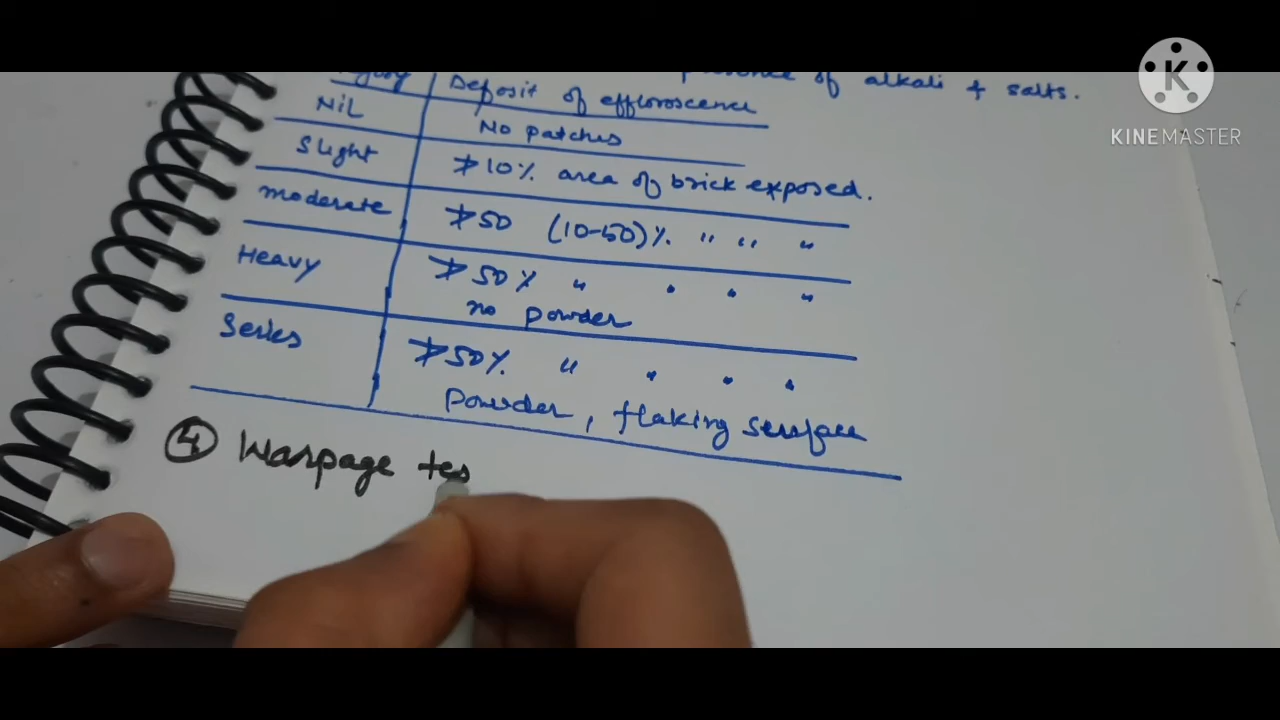 presence of alkali & salts.
Deposit of effloroscence
NiL No patches
Slight ≯10% area of brick exposed.
Moderate ≯50 (10-50)% " " "
Heavy ≯50% " " " "
no powder
Series ≯50% " " " "
Powder, flaking surface
④ Warpage tes
KINEMASTER